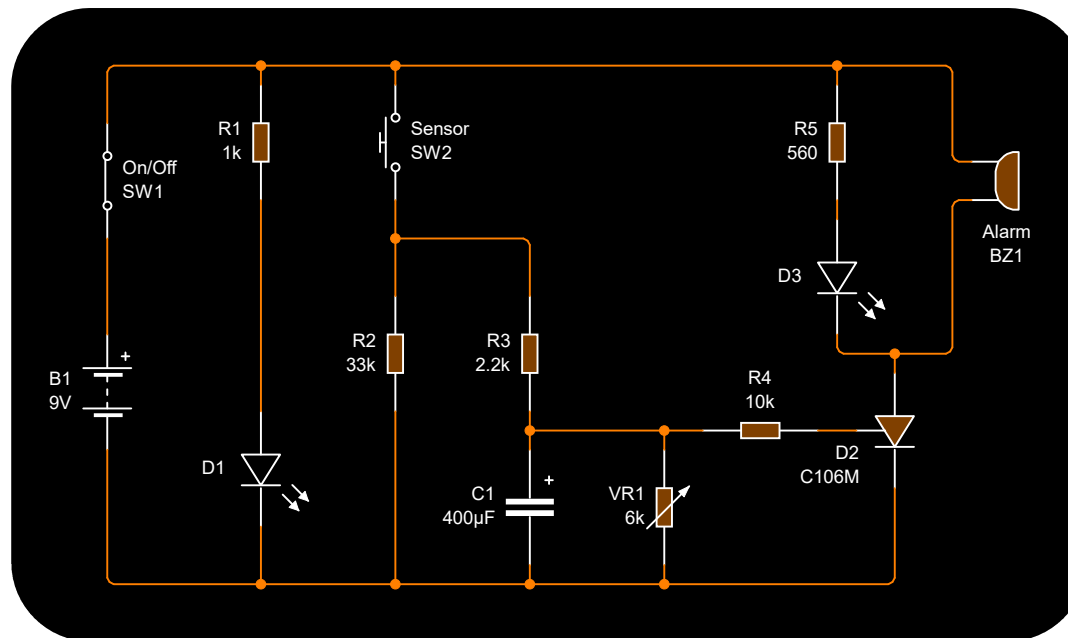 R1
1k
Sensor
SW2
R5
560
On/Off
SW1
Alarm
BZ1
D3
+
B1
9V
R2
33k
R3
2.2k
R4
10k
D1
D2
C106M
+
C1
400µF
VR1
6k